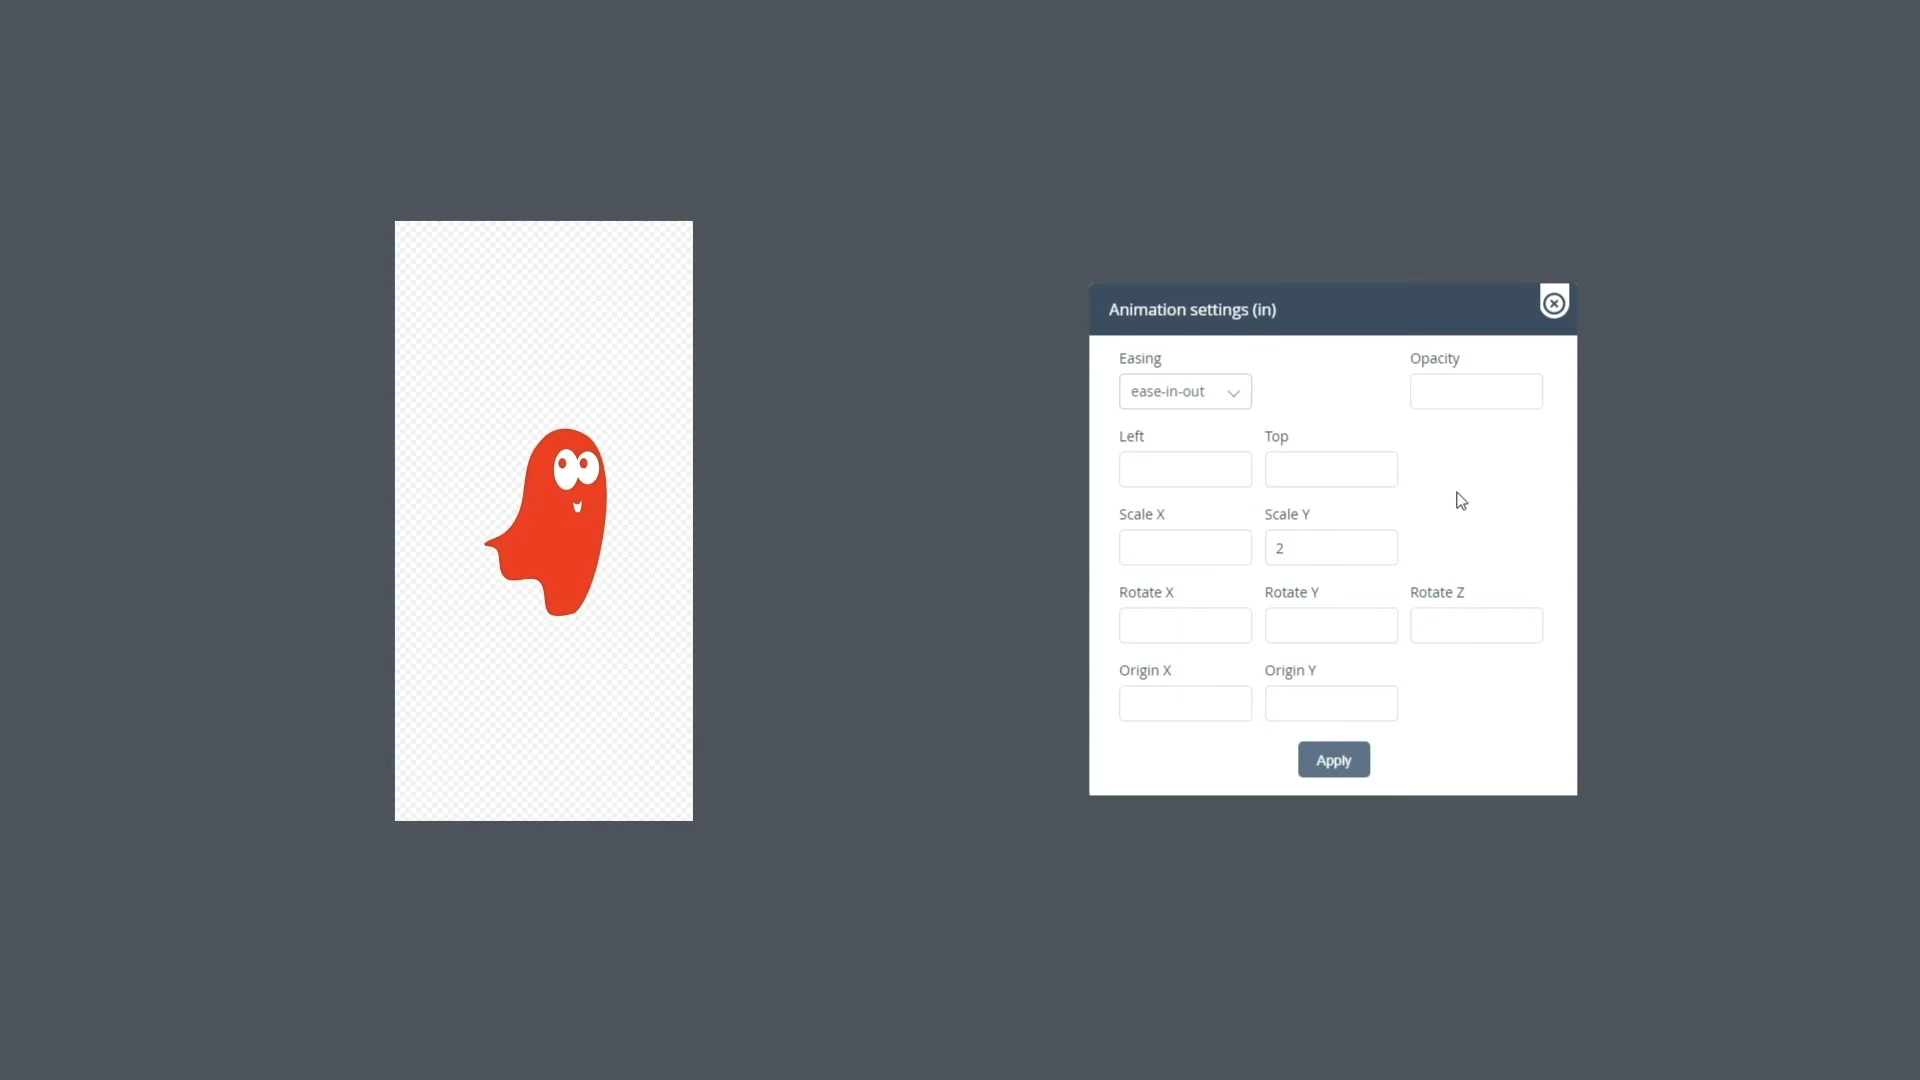 Animation settings (in)
Easing
Opacity
ease-in-out
Left
Top
Scale X
Scale Y
2
Rotate X
Rotate Y
Rotate Z
Origin X
Origin Y
Apply